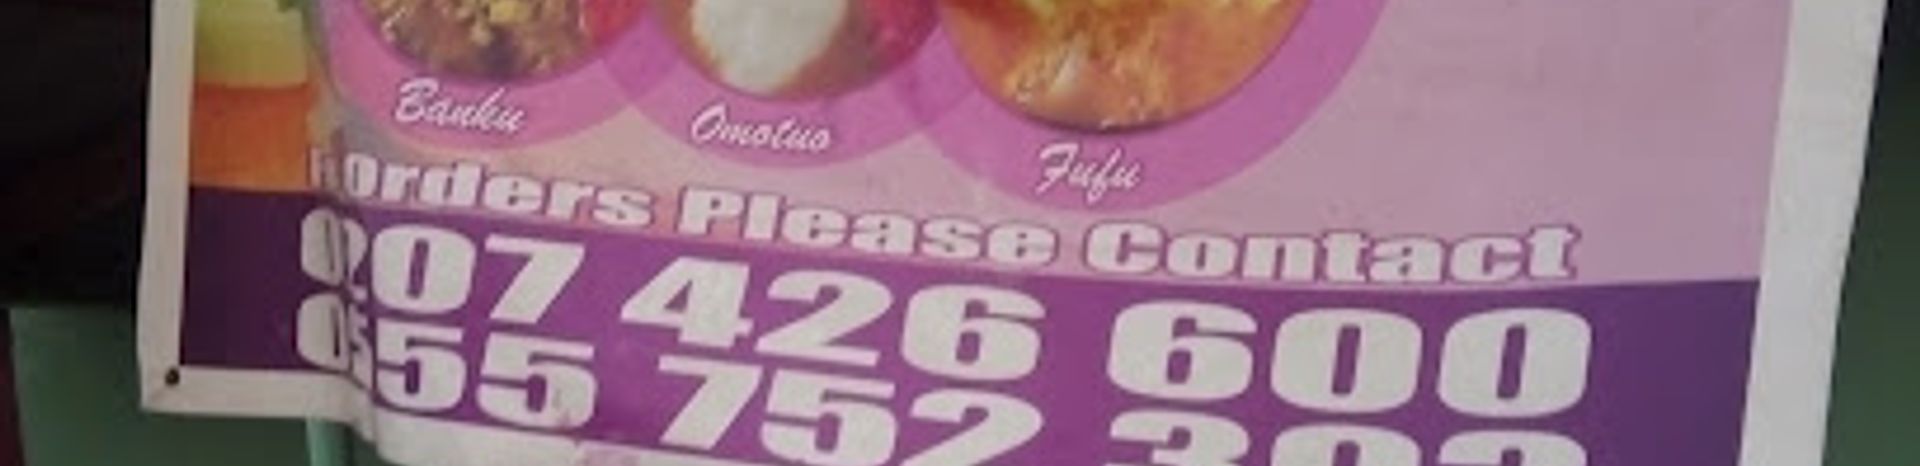 Banku
Omotuo
Fufu
Orders Please Contact
0207 426 600
0555 752